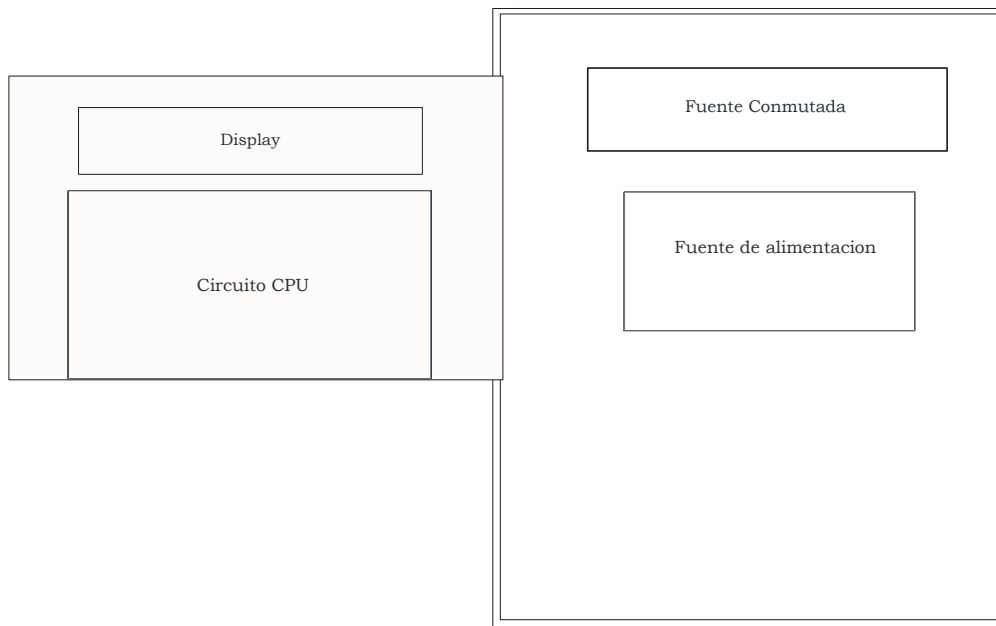 Display
Circuito CPU
Fuente Conmutada
Fuente de alimentacion